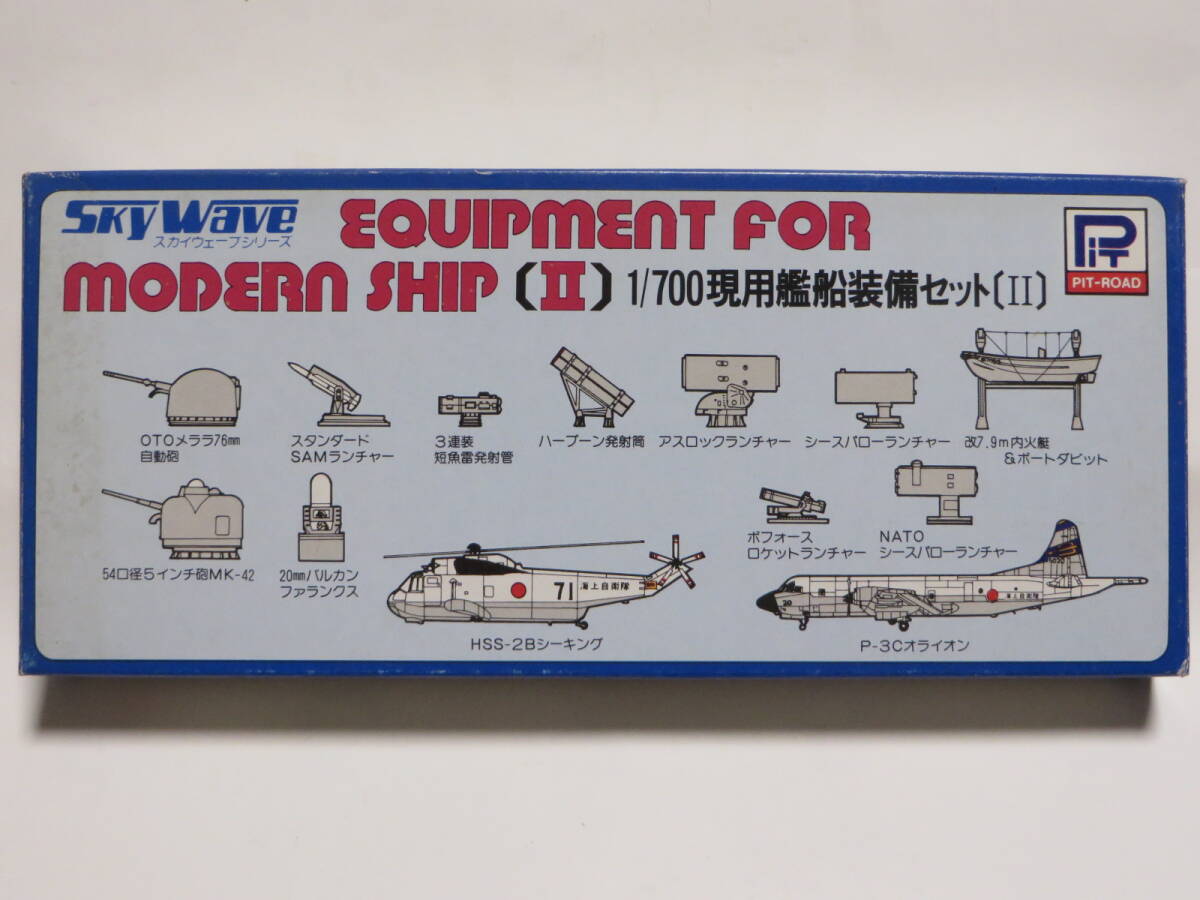 SKY WAVE
スカイウェーブシリーズ
EQUIPMENT FOR
MODERN SHIP (II) 1/700現用艦船装備セット〔II〕
PIT
PIT-ROAD
OTOメララ76mm
自動砲
スタンダード
SAMランチャー
3連装
短魚雷発射管
ハープーン発射筒
アスロックランチャー
シースパローランチャー
改7.9m内火艇
&ボートダビット
54口径5インチ砲MK-42
20mmバルカン
ファランクス
ボフォース
ロケットランチャー
NATO
シースパローランチャー
71 海上自衛隊
HSS-2Bシーキング
20
海上自衛隊
P-3Cオライオン